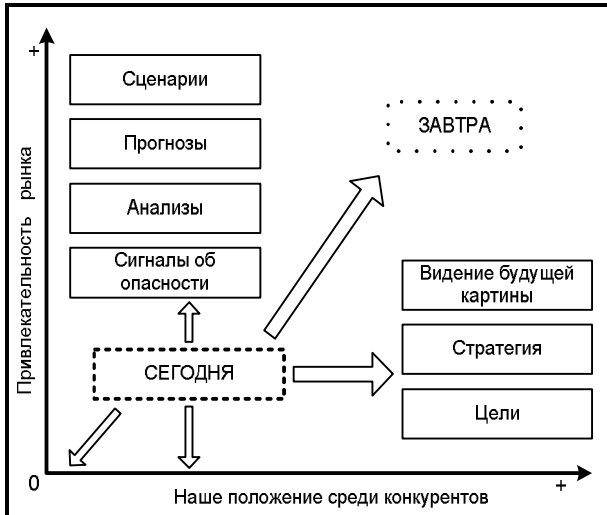 +
Сценарии
ЗАВТРА
Прогнозы
Анализы
Сигналы об
опасности
Видение будущей
картины
Стратегия
СЕГОДНЯ
Цели
Привлекательность рынка
0
Наше положение среди конкурентов
+